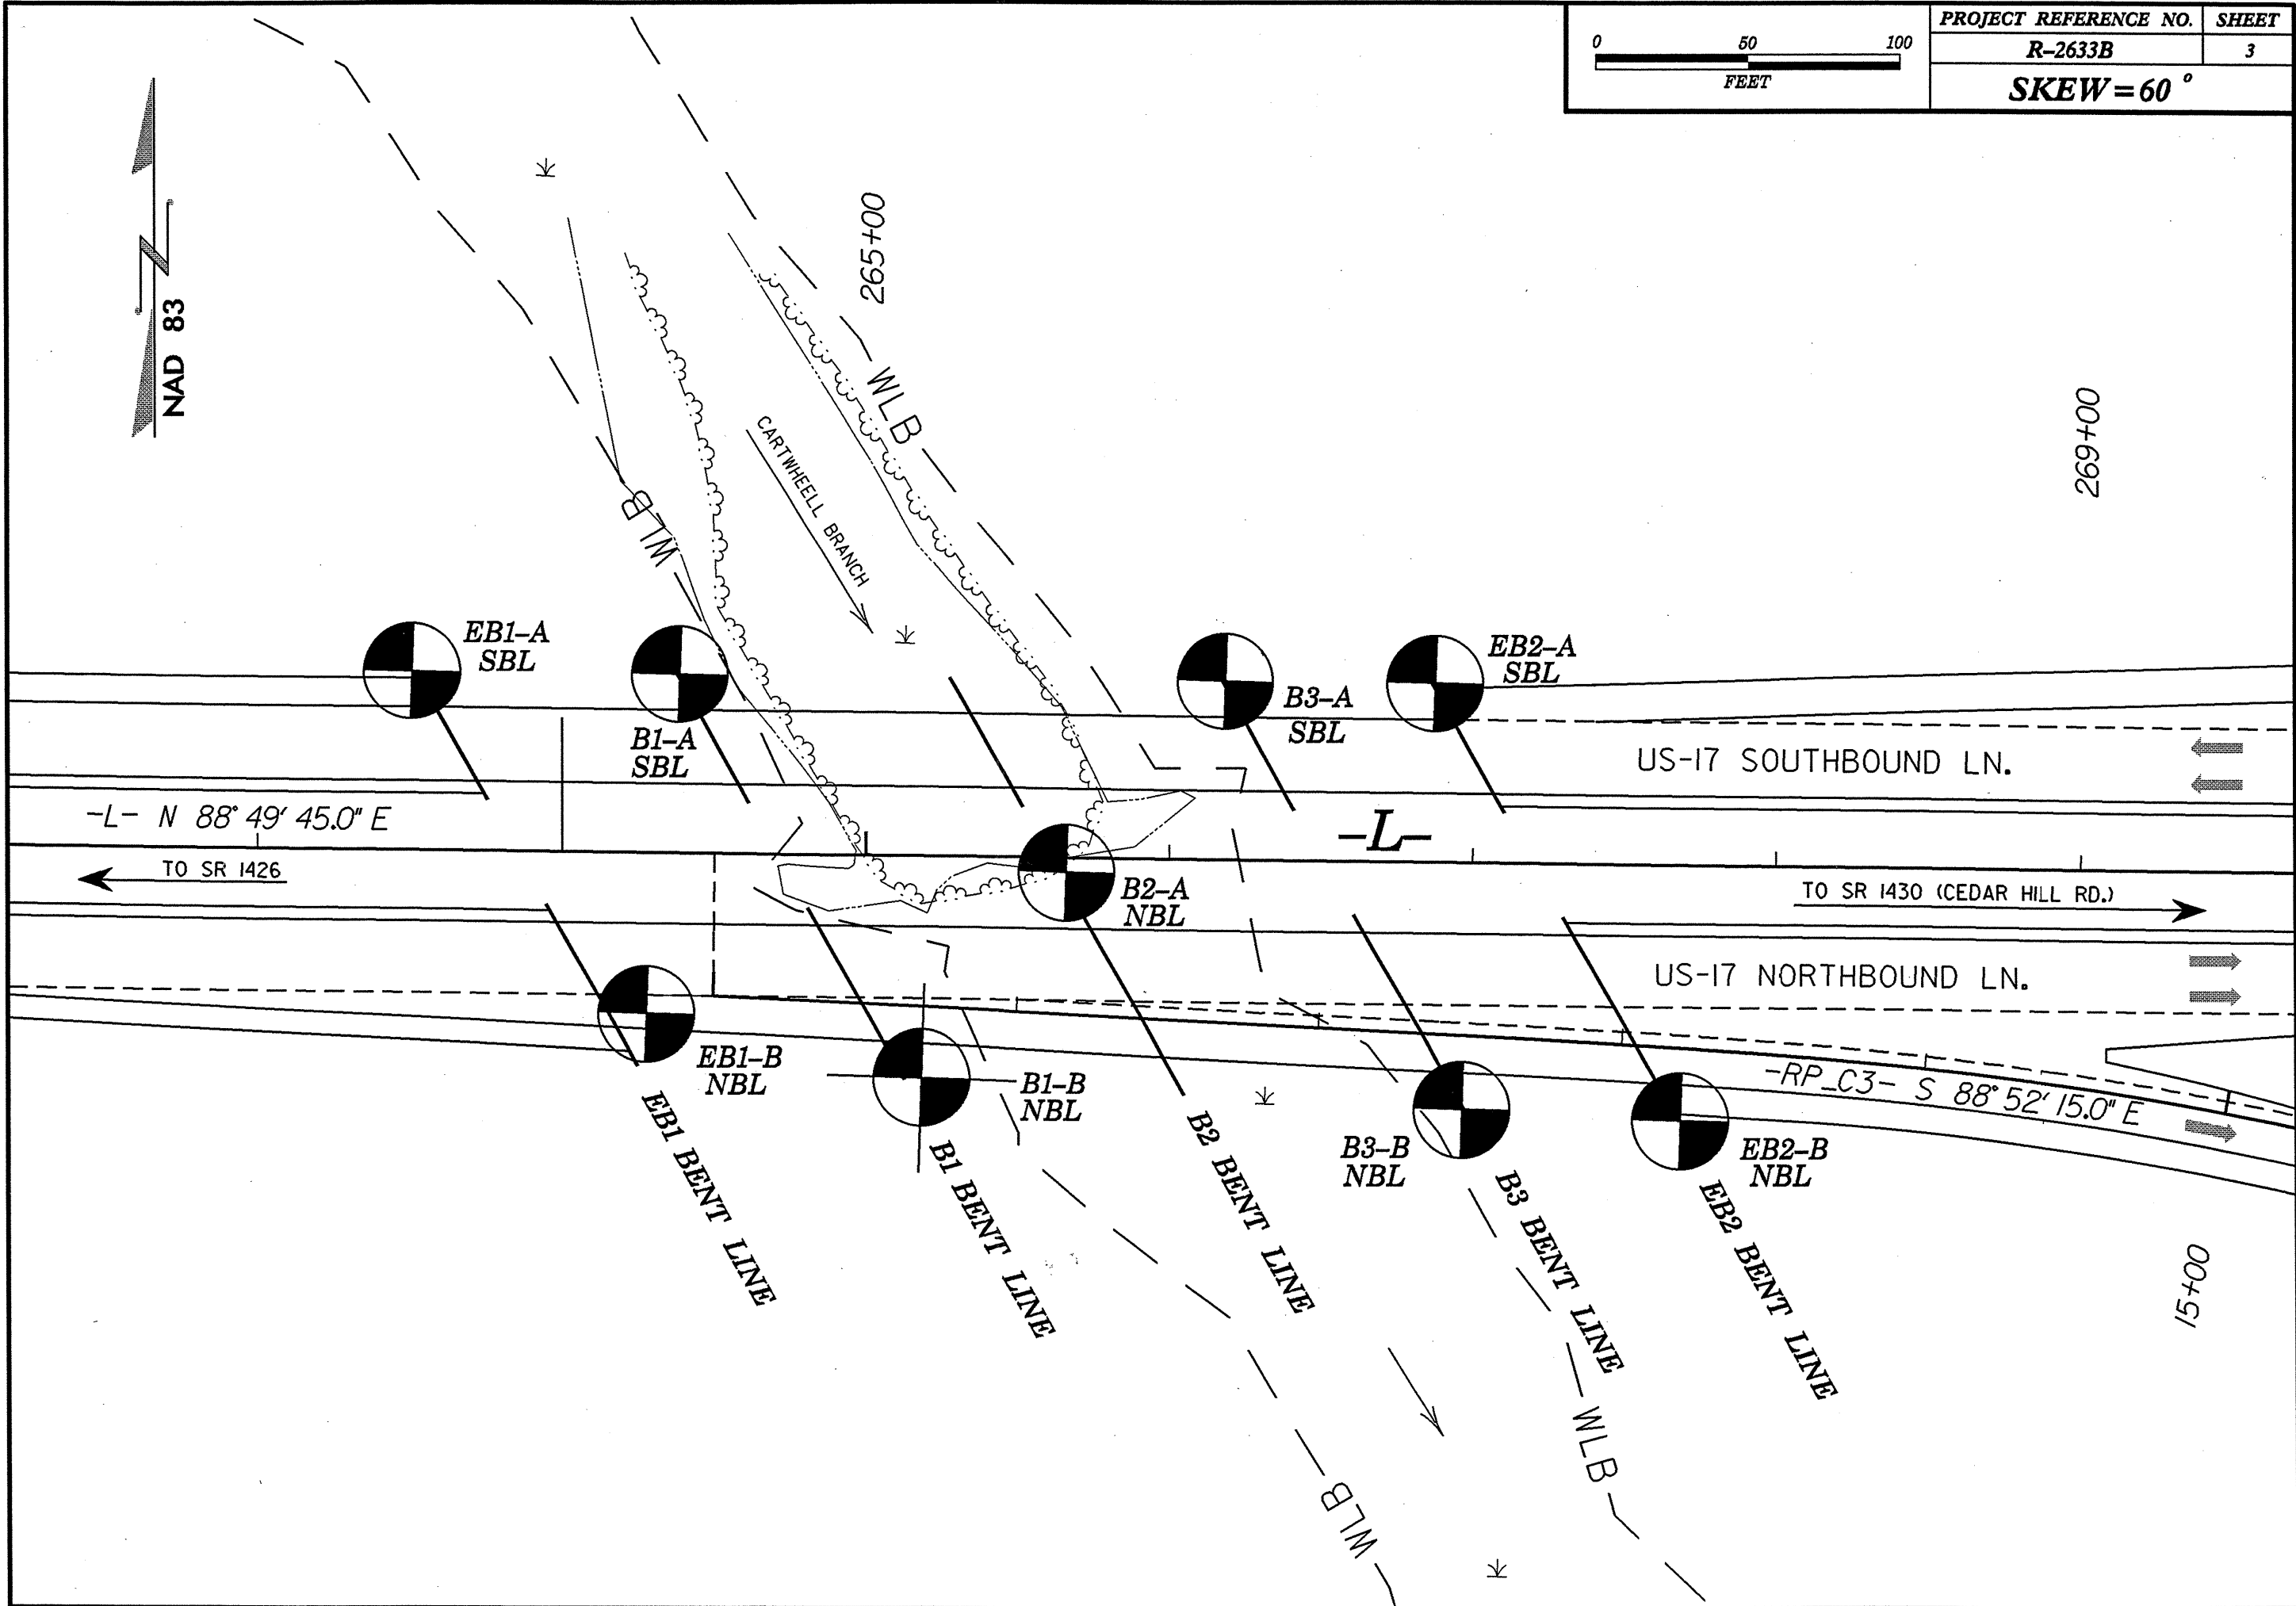 PROJECT REFERENCE NO.
SHEET
R-2633B
3
SKEW = 60°
0 50 100
FEET
NAD 83
265+00
269+00
WLB
WLB
CARTWHEELL BRANCH
EB1-A
SBL
B1-A
SBL
B3-A
SBL
EB2-A
SBL
US-17 SOUTHBOUND LN.
-L- N 88° 49' 45.0" E
-L-
TO SR 1426
B2-A
NBL
TO SR 1430 (CEDAR HILL RD.)
US-17 NORTHBOUND LN.
EB1-B
NBL
B1-B
NBL
B3-B
NBL
EB2-B
NBL
-RP_C3- S 88° 52' 15.0" E
EB1 BENT LINE
B1 BENT LINE
B2 BENT LINE
B3 BENT LINE
EB2 BENT LINE
15+00
WLB
WLB